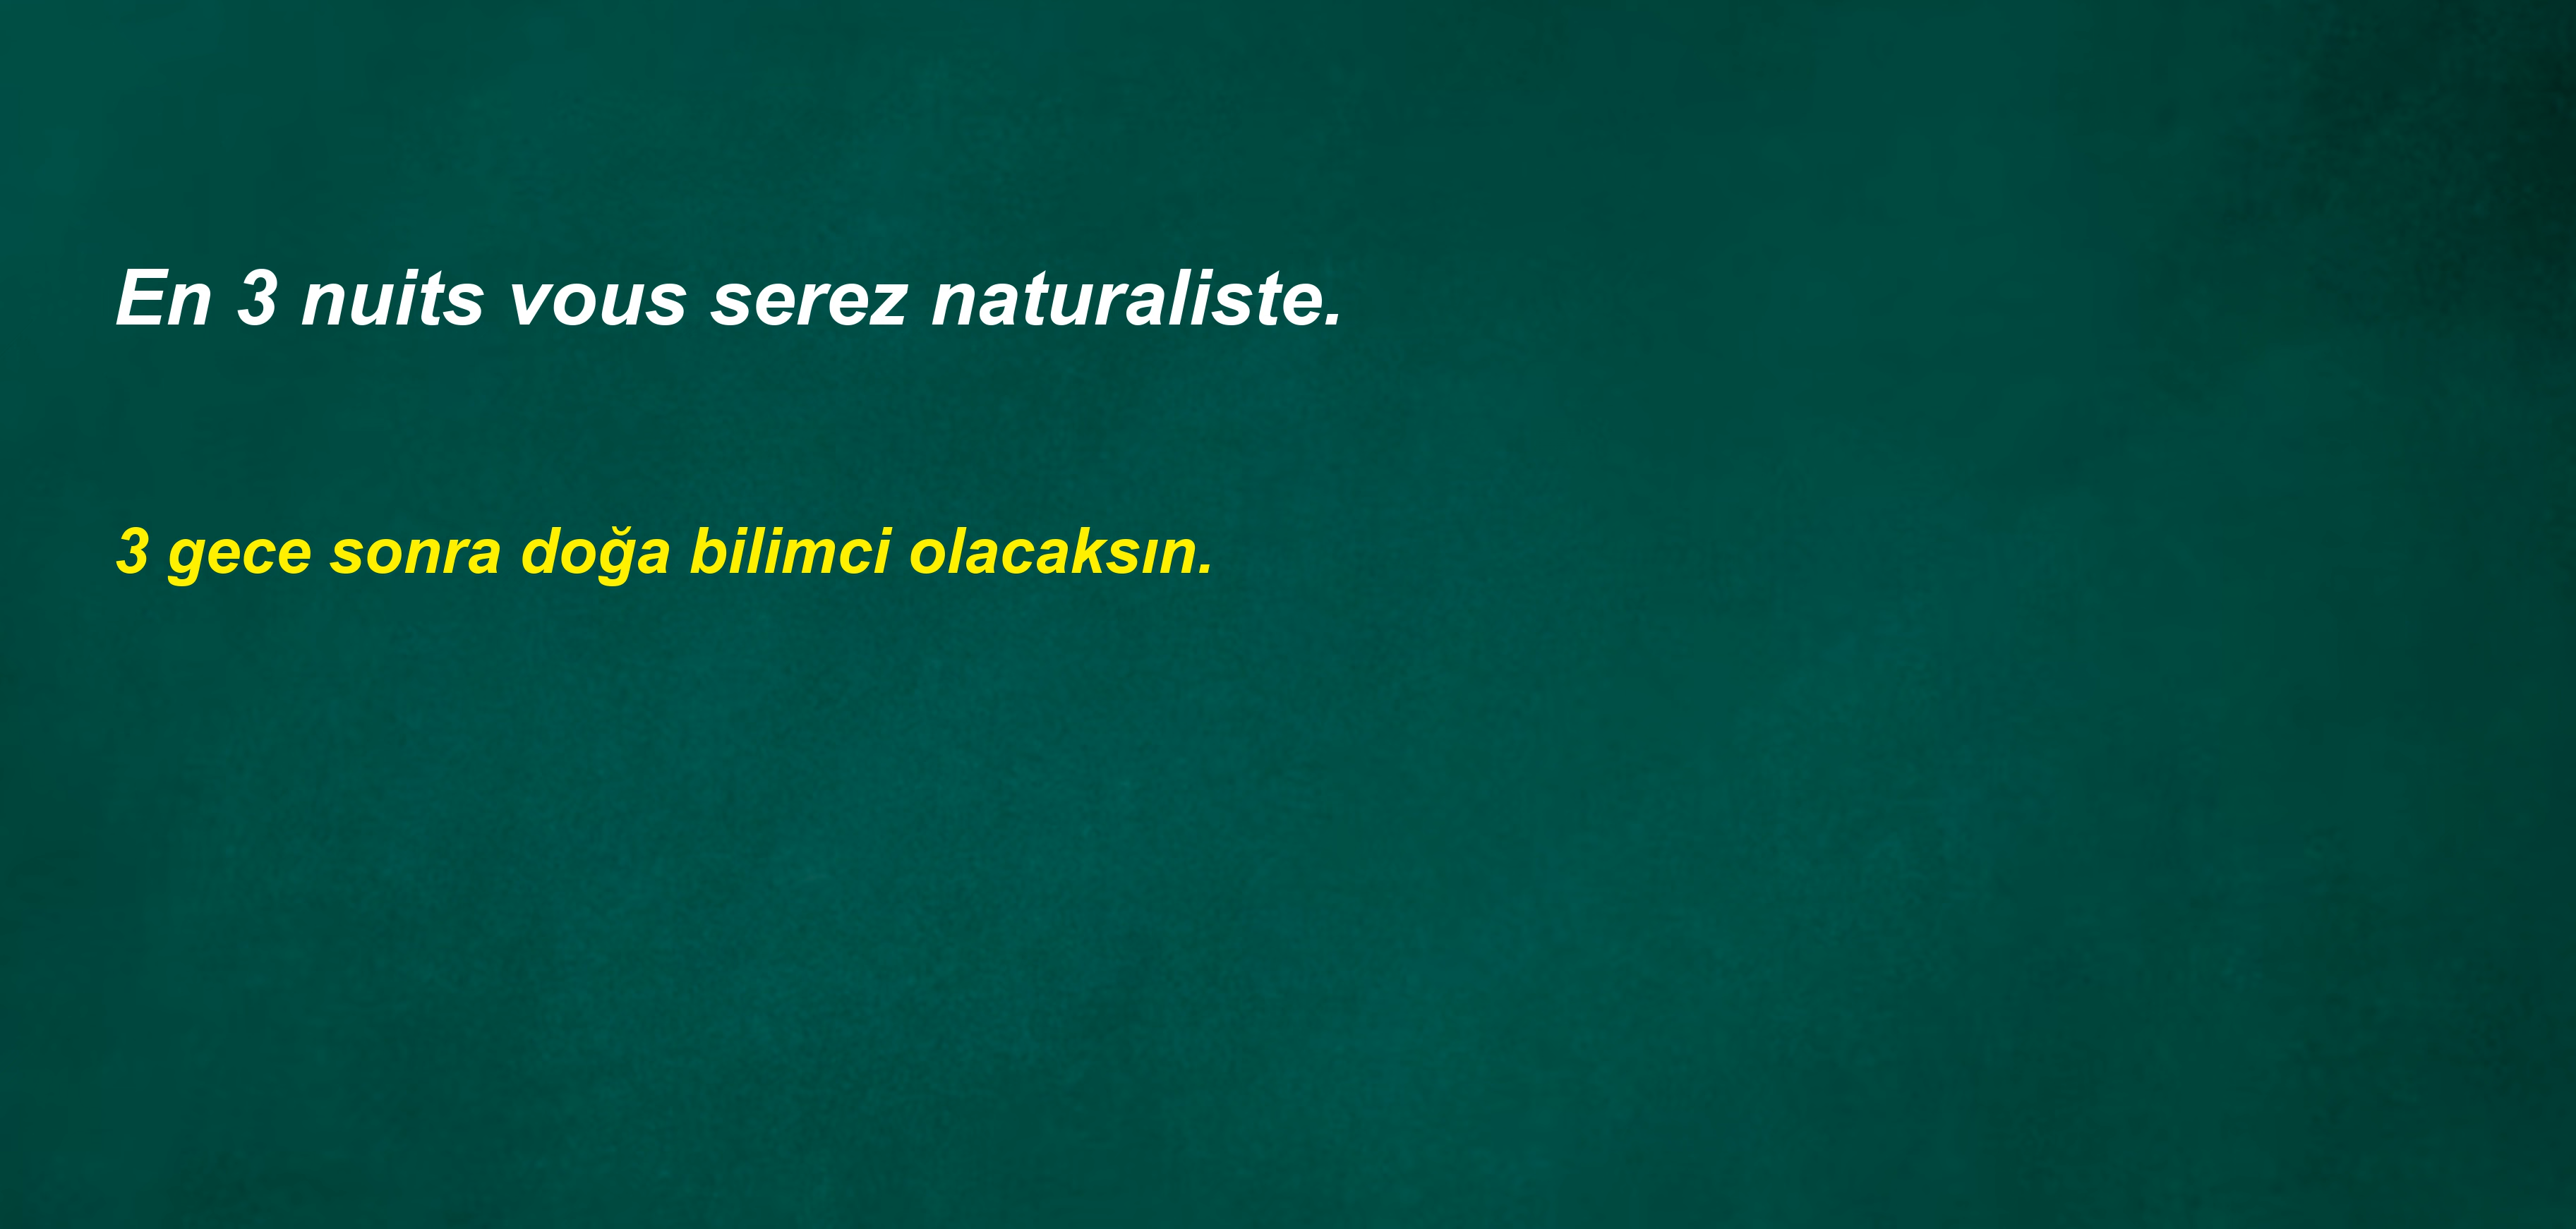 En 3 nuits vous serez naturaliste.
3 gece sonra doğa bilimci olacaksın.